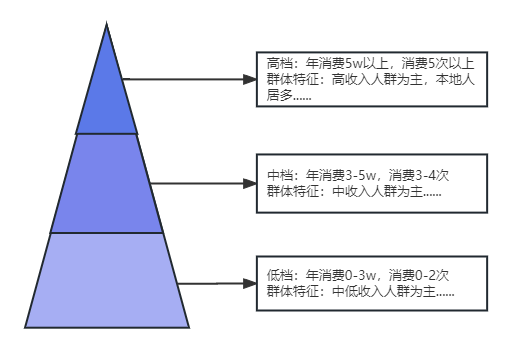 高档：年消费5w以上，消费5次以上
群体特征：高收入人群为主，本地人
居多......
中档：年消费3-5w，消费3-4次
群体特征：中收入人群为主......
低档：年消费0-3w，消费0-2次
群体特征：中低收入人群为主......